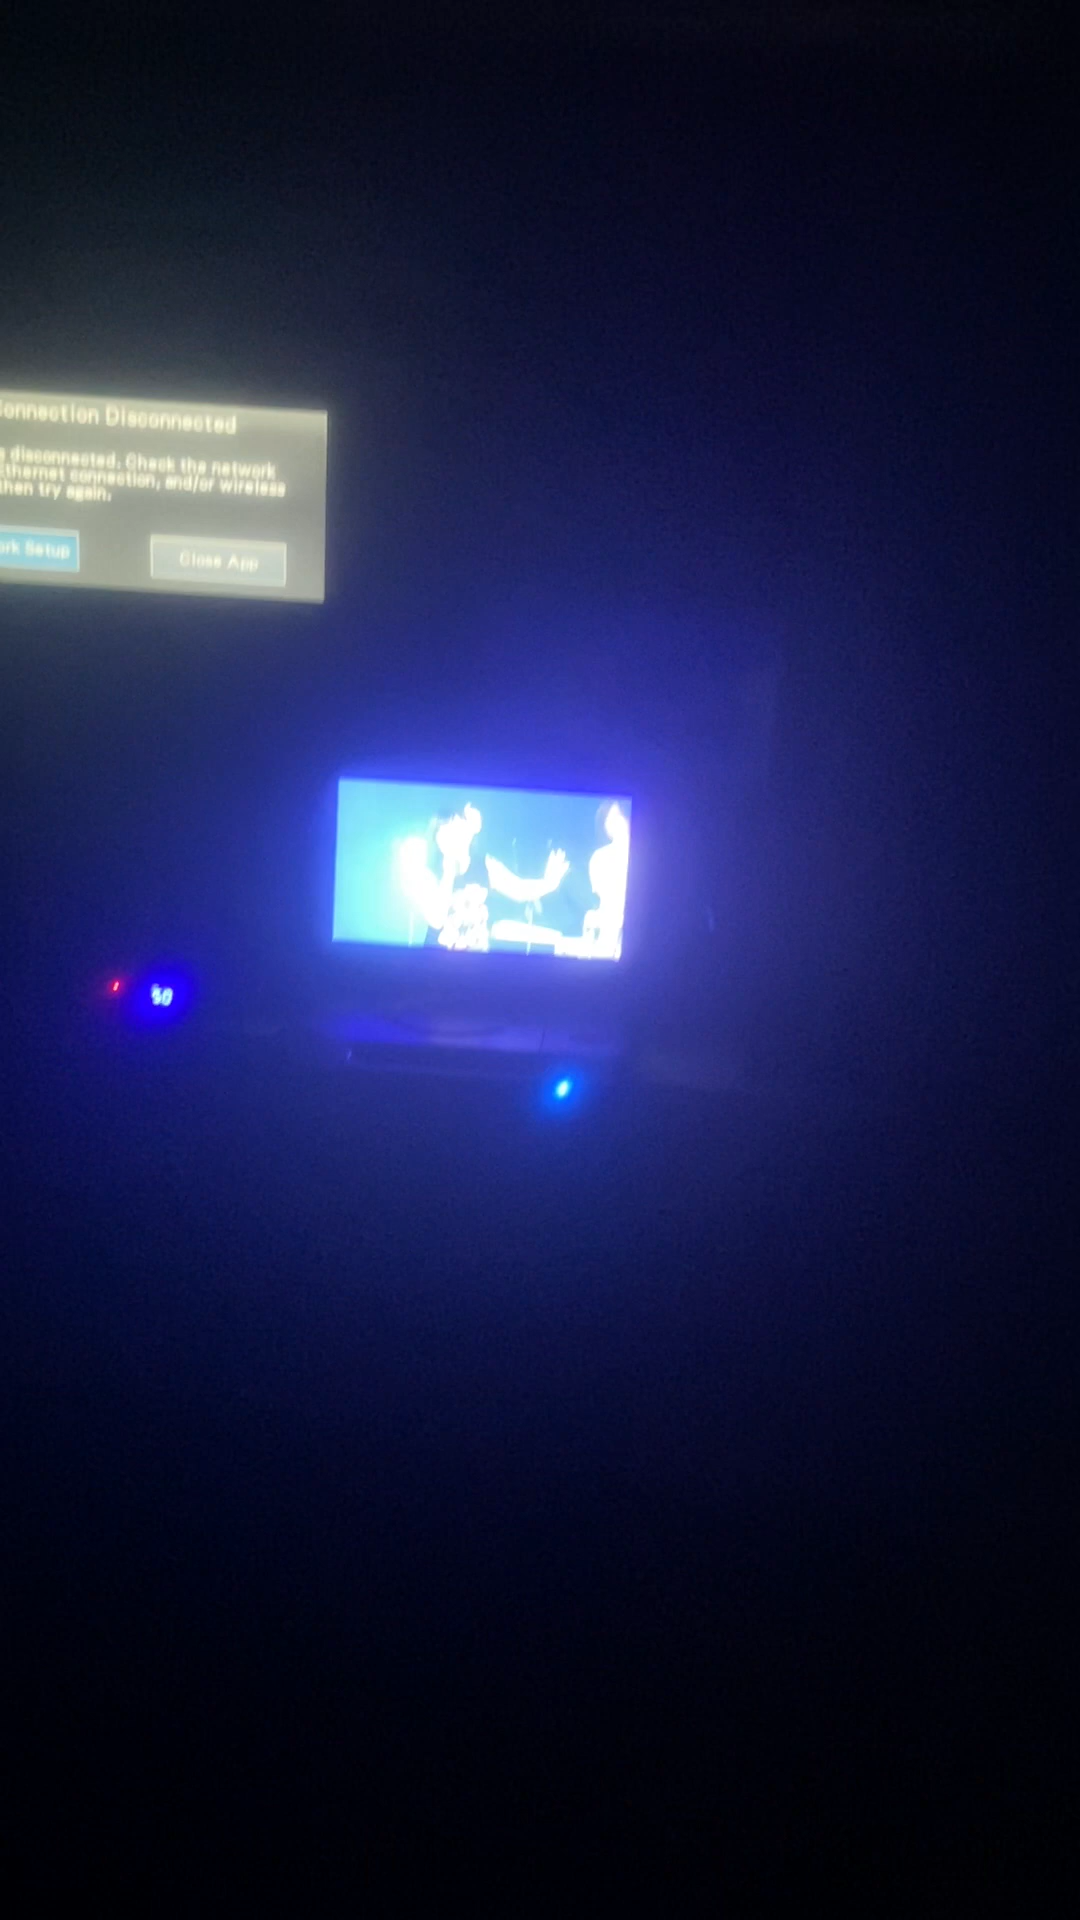 Connection Disconnected
disconnected. Check the network
Ethernet connection, and/or wireless
then try again.
Setup
Close App
50